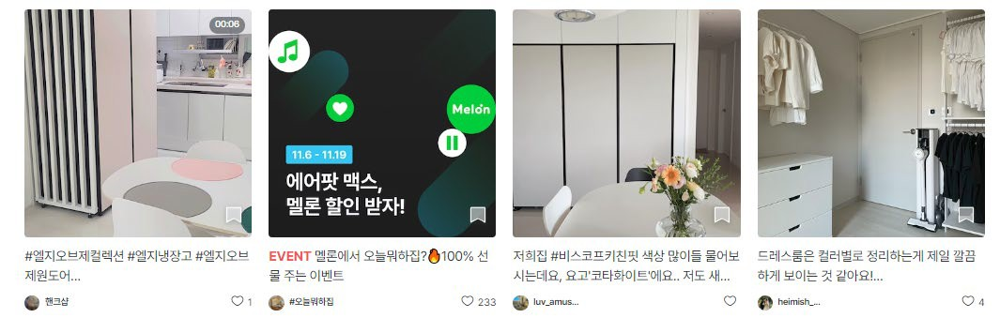 00:06
Melon
11.6 - 11.19
에어팟 맥스,
멜론 할인 받자!
#엘지오브제컬렉션 #엘지냉장고 #엘지오브
제원도어...
핸크샵
1
EVENT 멜론에서 오늘뭐하집?🔥100% 선
물 주는 이벤트
#오늘뭐하집
233
저희집 #비스코프키친핏 색상 많이들 물어보
시는데요, 요고'코타화이트'에요.. 저도 새...
luv_amus...
드레스룸은 컬러별로 정리하는게 제일 깔끔
하게 보이는 것 같아요!...
heimish_...
4